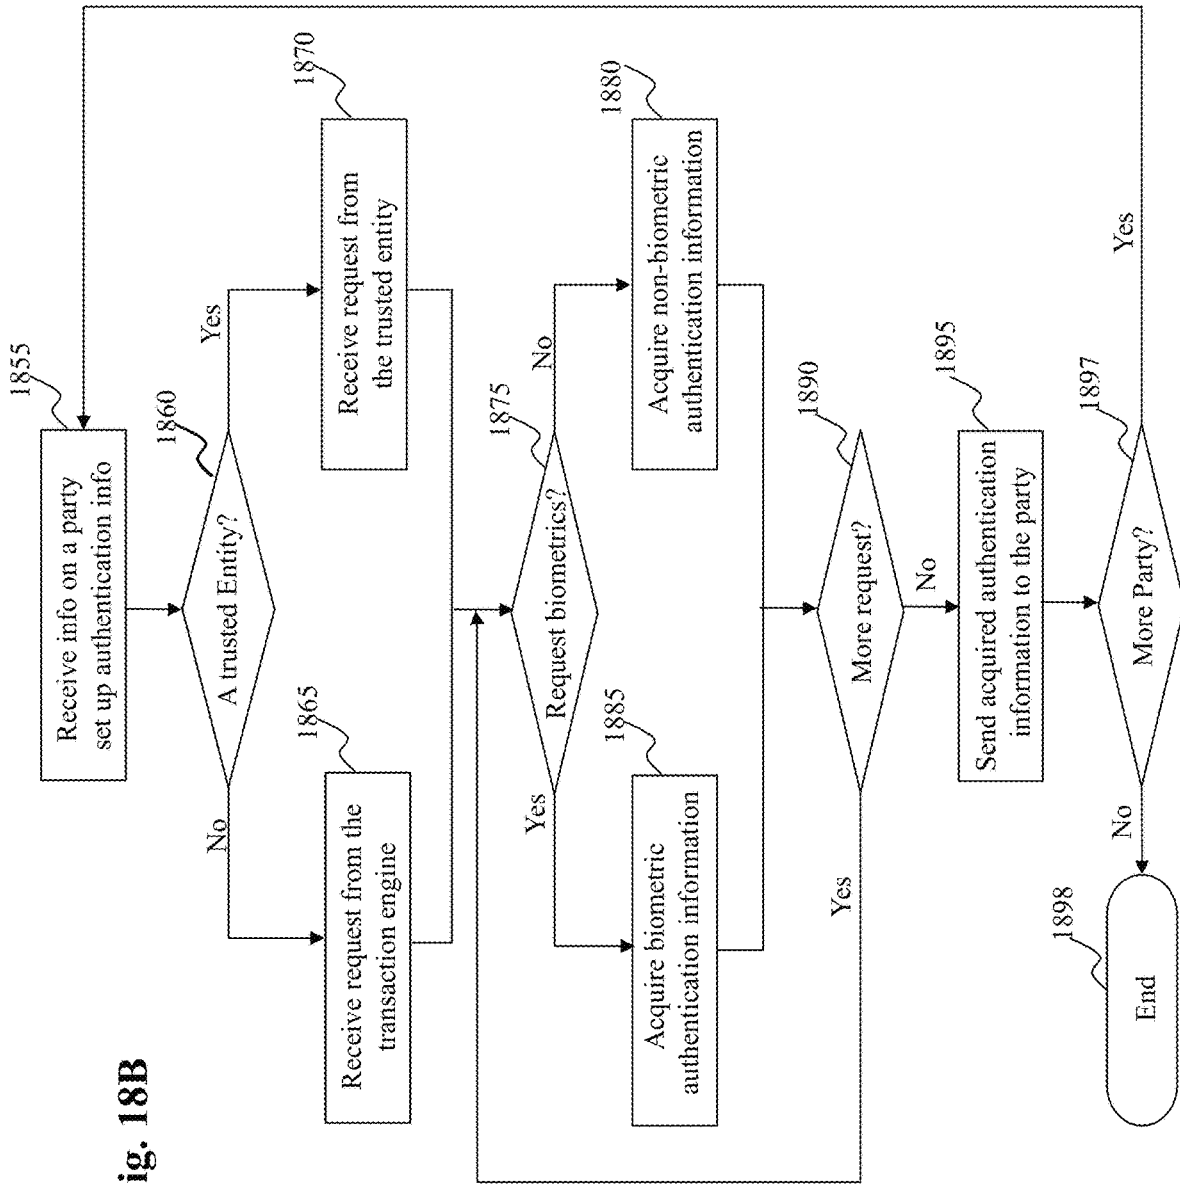 ig. 18B
1855
Receive info on a party
set up authentication info
1860
A trusted Entity?
No
Yes
1865
Receive request from the
transaction engine
1870
Receive request from
the trusted entity
1875
Request biometrics?
Yes
No
1885
Acquire biometric
authentication information
1880
Acquire non-biometric
authentication information
1890
More request?
Yes
No
1895
Send acquired authentication
information to the party
1897
More Party?
No
Yes
1898
End